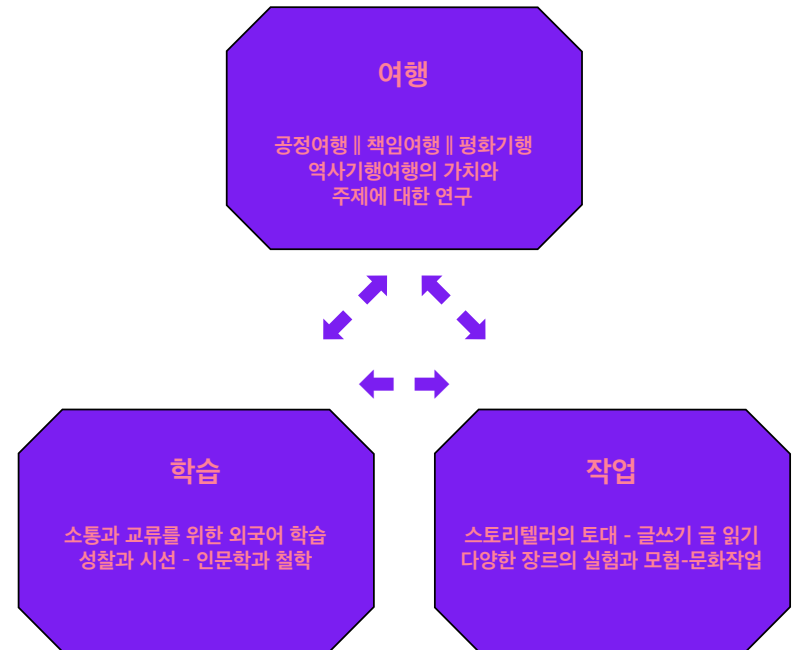 여행
공정여행 ∥ 책임여행 ∥ 평화기행
역사기행여행의 가치와
주제에 대한 연구
학습
소통과 교류를 위한 외국어 학습
성찰과 시선 - 인문학과 철학
작업
스토리텔러의 토대 - 글쓰기 글 읽기
다양한 장르의 실험과 모험-문화작업